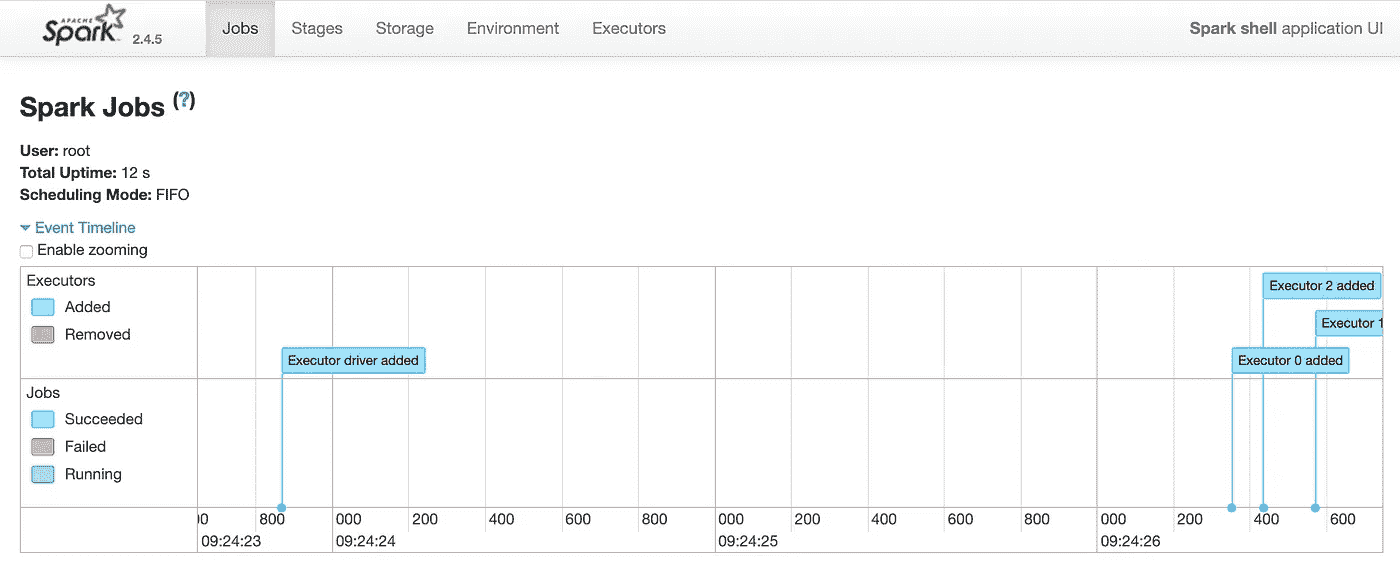 APACHE Spark 2.4.5 Jobs Stages Storage Environment Executors Spark shell application UI
Spark Jobs (?)
User: root
Total Uptime: 12 s
Scheduling Mode: FIFO
Event Timeline
Enable zooming
Executors
Added
Removed
Executor 2 added
Executor 1
Executor driver added
Executor 0 added
Jobs
Succeeded
Failed
Running
00 800 000 200 400 600 800 000 200 400 600 800 000 200 400 600
09:24:23 09:24:24 09:24:25 09:24:26